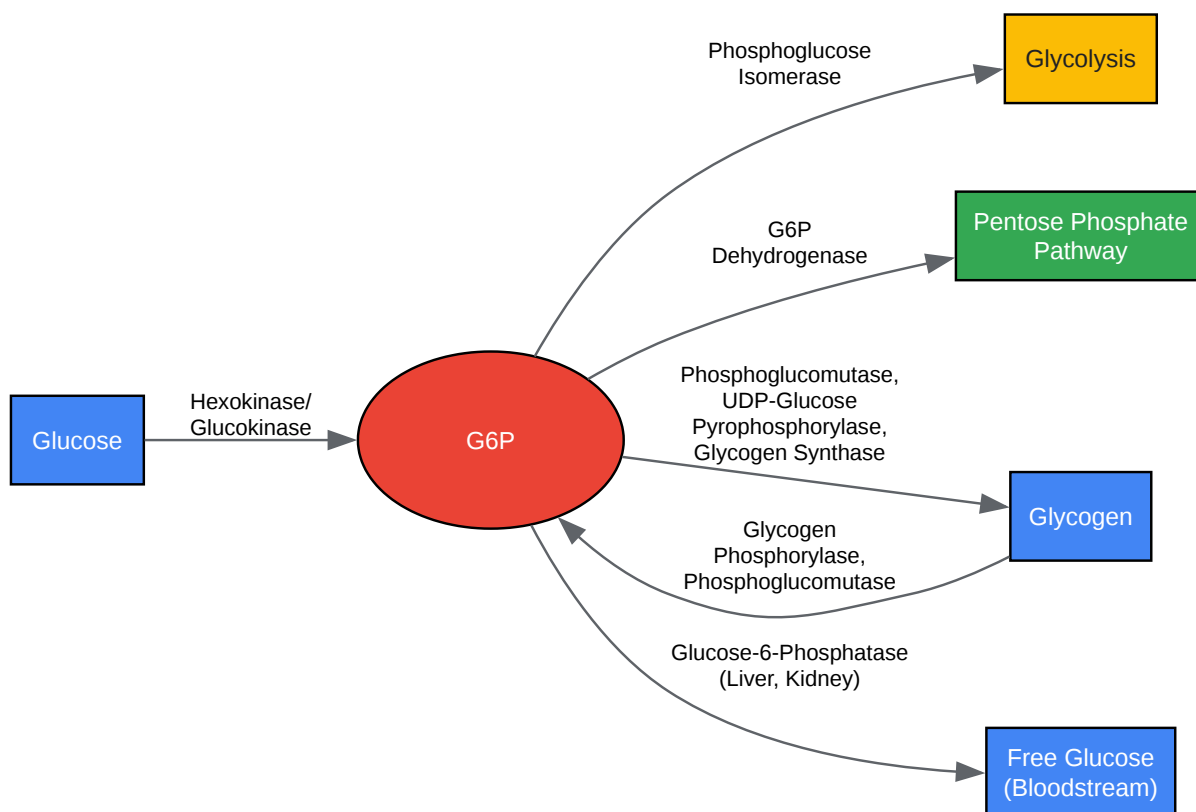 Phosphoglucose
Isomerase
Glycolysis
G6P
Dehydrogenase
Pentose Phosphate
Pathway
Glucose
Hexokinase/
Glucokinase
G6P
Phosphoglucomutase,
UDP-Glucose
Pyrophosphorylase,
Glycogen Synthase
Glycogen
Glycogen
Phosphorylase,
Phosphoglucomutase
Glucose-6-Phosphatase
(Liver, Kidney)
Free Glucose
(Bloodstream)